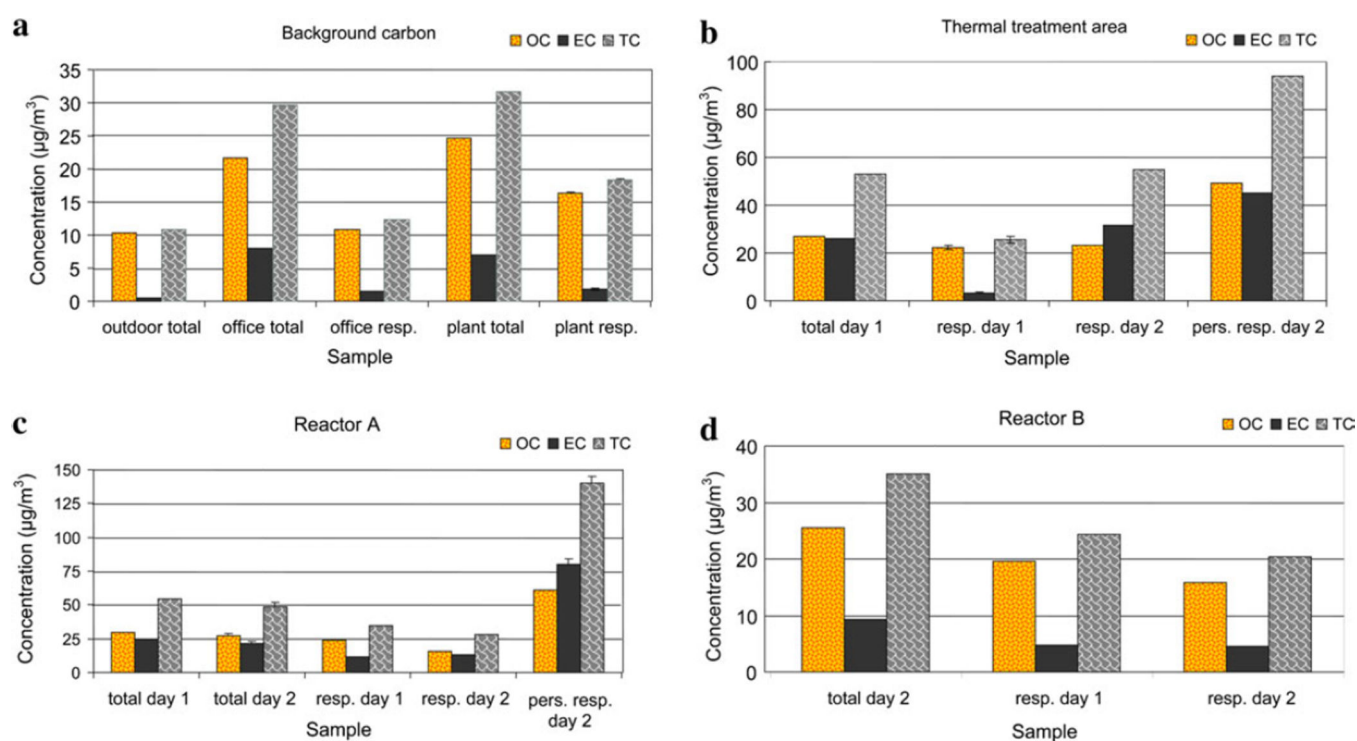 a
Background carbon
OC EC TC
Concentration (µg/m³)
35
30
25
20
15
10
5
0
outdoor total office total office resp. plant total plant resp.
Sample
b
Thermal treatment area
OC EC TC
Concentration (µg/m³)
100
80
60
40
20
0
total day 1 resp. day 1 resp. day 2 pers. resp. day 2
Sample
c
Reactor A
OC EC TC
Concentration (µg/m³)
150
125
100
75
50
25
0
total day 1 total day 2 resp. day 1 resp. day 2 pers. resp.
day 2
Sample
d
Reactor B
OC EC TC
Concentration (µg/m³)
40
30
20
10
0
total day 2 resp. day 1 resp. day 2
Sample